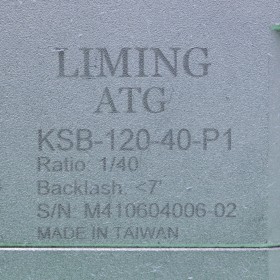 LIMING
ATG
KSB-120-40-P1
Ratio: 1/40
Backlash: <7'
S/N: M410604006-02
MADE IN TAIWAN